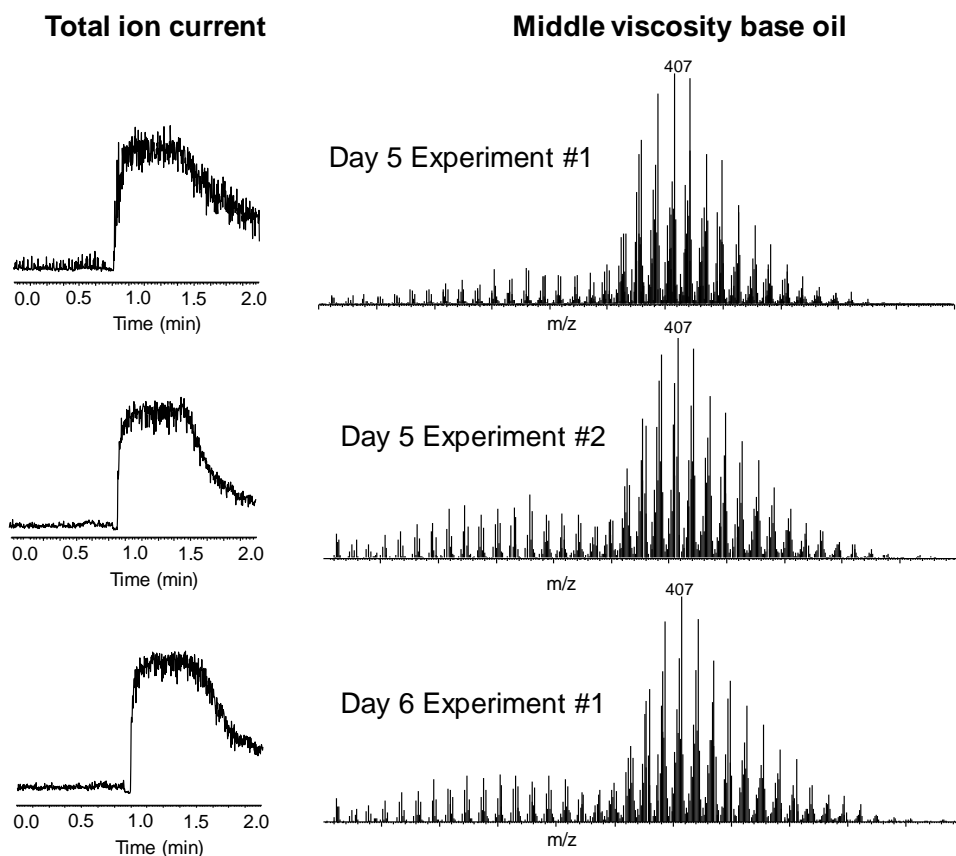 Total ion current
Middle viscosity base oil
407
Day 5 Experiment #1
0.0 0.5 1.0 1.5 2.0
Time (min)
m/z
407
Day 5 Experiment #2
0.0 0.5 1.0 1.5 2.0
Time (min)
m/z
407
Day 6 Experiment #1
0.0 0.5 1.0 1.5 2.0
Time (min)
m/z